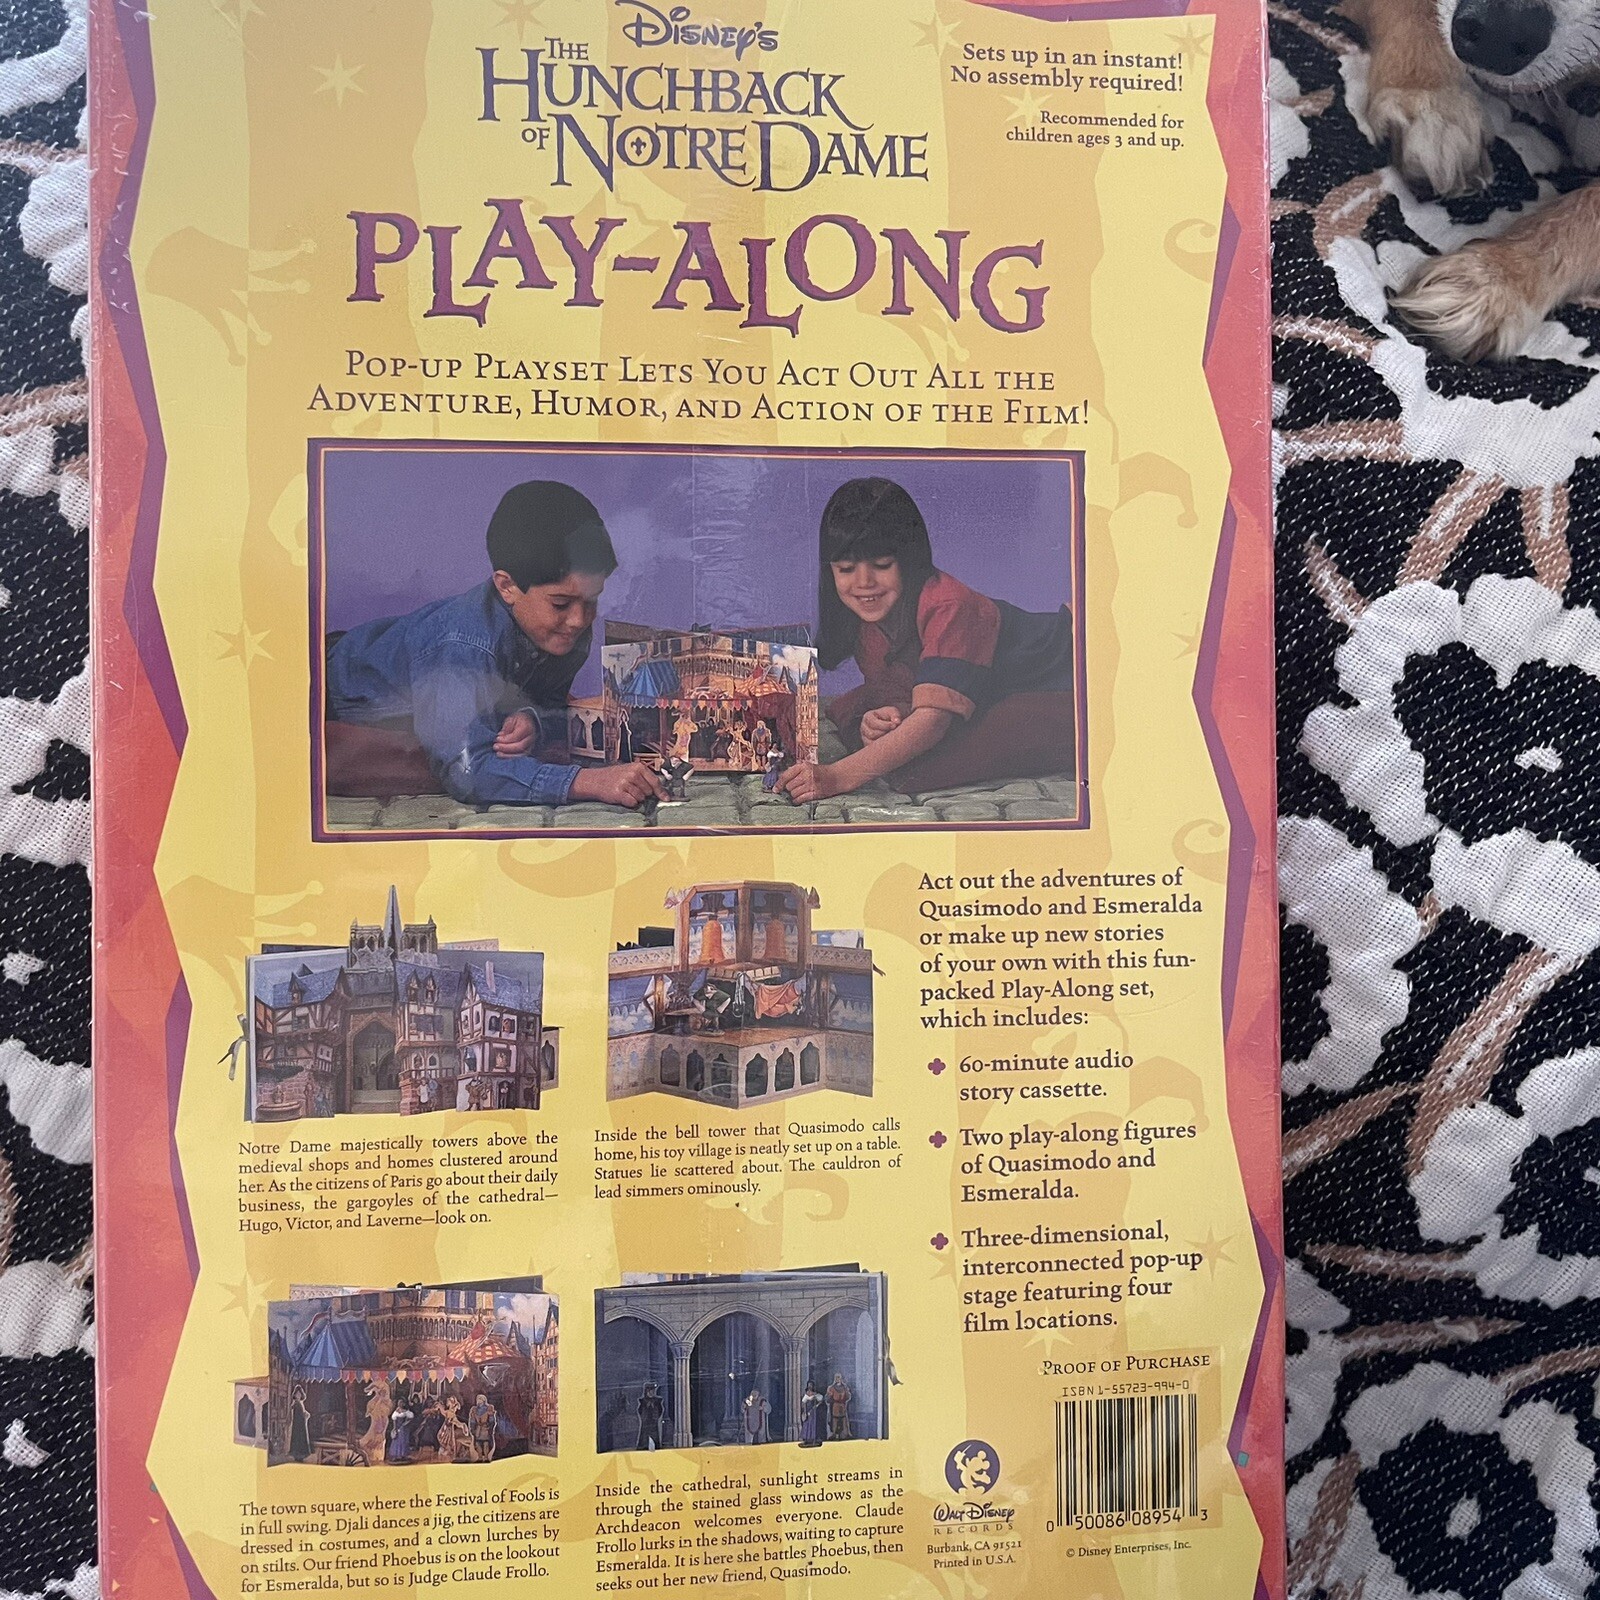 Disney's
THE
HUNCHBACK
OF NOTRE DAME
Sets up in an instant!
No assembly required!
Recommended for
children ages 3 and up.
PLAY-ALONG
POP-UP PLAYSET LETS YOU ACT OUT ALL THE
ADVENTURE, HUMOR, AND ACTION OF THE FILM!
Notre Dame majestically towers above the
medieval shops and homes clustered around
her. As the citizens of Paris go about their daily
business, the gargoyles of the cathedral—
Hugo, Victor, and Laverne—look on.
Inside the bell tower that Quasimodo calls
home, his toy village is neatly set up on a table.
Statues lie scattered about. The cauldron of
lead simmers ominously.
The town square, where the Festival of Fools is
in full swing. Djali dances a jig, the citizens are
dressed in costumes, and a clown lurches by
on stilts. Our friend Phoebus is on the lookout
for Esmeralda, but so is Judge Claude Frollo.
Inside the cathedral, sunlight streams in
through the stained glass windows as the
Archdeacon welcomes everyone. Claude
Frollo lurks in the shadows, waiting to capture
Esmeralda. It is here she battles Phoebus, then
seeks out her new friend, Quasimodo.
Act out the adventures of
Quasimodo and Esmeralda
or make up new stories
of your own with this fun-
packed Play-Along set,
which includes:
60-minute audio
story cassette.
Two play-along figures
of Quasimodo and
Esmeralda.
Three-dimensional,
interconnected pop-up
stage featuring four
film locations.
PROOF OF PURCHASE
ISBN 1-55723-994-0
0 50086 08954 3
Walt Disney
RECORDS
Burbank, CA 91521
Printed in U.S.A.
© Disney Enterprises, Inc.